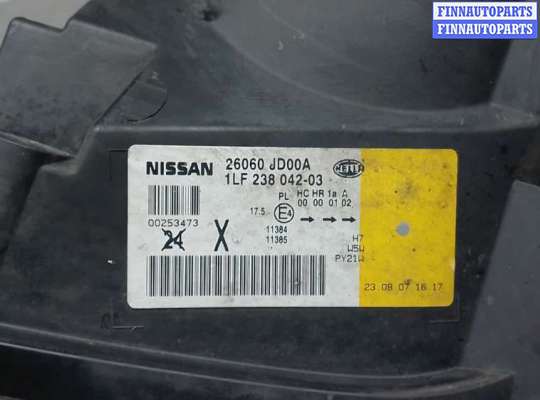 FINNAUTOPARTS
FINNAUTOPARTS
NISSAN
26060 JD00A
1LF 238 042-03
HELLA
PL
HC HR 1a A
00 00 01 02
17.5 E4 → → →
00253473
24 X
11384
11385
H7
W5W
PY21W
23.08.07 16.17